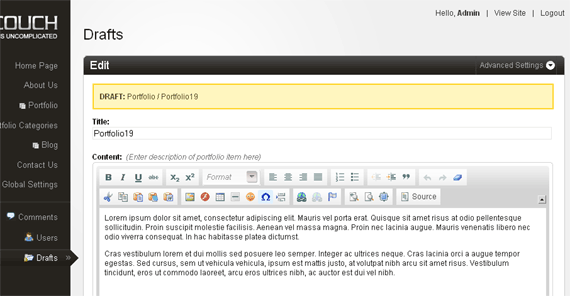 Hello, Admin | View Site | Logout
COUCH
IS UNCOMPLICATED
Drafts
Home Page
About Us
Portfolio
tfolio Categories
Blog
Contact Us
Global Settings
Comments
Users
Drafts
Edit
Advanced Settings
DRAFT: Portfolio / Portfolio19
Title:
Portfolio19
Content: (Enter description of portfolio item here)
B I U abc X2 X2 Format
Source
Lorem ipsum dolor sit amet, consectetur adipiscing elit. Mauris vel porta erat. Quisque sit amet risus at odio pellentesque
sollicitudin. Proin suscipit molestie facilisis. Aenean vel massa magna. Proin nec lacinia augue. Mauris venenatis libero nec
odio viverra consequat. In hac habitasse platea dictumst.
Cras vestibulum lorem et dui mollis sed posuere leo semper. Integer ac ultrices neque. Cras lacinia orci a augue tempor
egestas. Sed cursus, sem ut vehicula vehicula, ipsum est mattis justo, at volutpat nibh arcu sit amet risus. Vestibulum
tincidunt, eros ut commodo laoreet, arcu eros ultrices nibh, ac auctor est dui vel nibh.